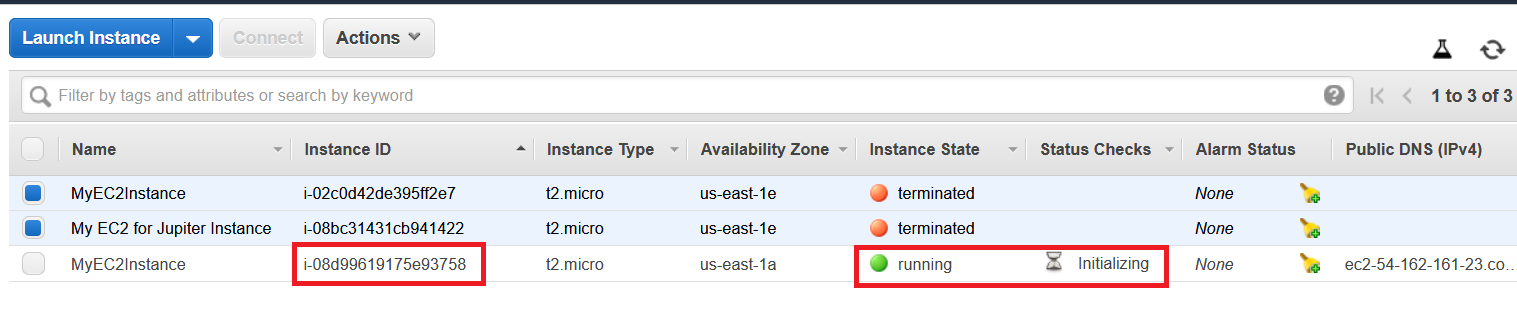 Launch Instance Connect Actions
Filter by tags and attributes or search by keyword ? 1 to 3 of 3
Name Instance ID Instance Type Availability Zone Instance State Status Checks Alarm Status Public DNS (IPv4)
MyEC2Instance i-02c0d42de395ff2e7 t2.micro us-east-1e terminated None
My EC2 for Jupiter Instance i-08bc31431cb941422 t2.micro us-east-1e terminated None
MyEC2Instance i-08d99619175e93758 t2.micro us-east-1a running Initializing None ec2-54-162-161-23.co...